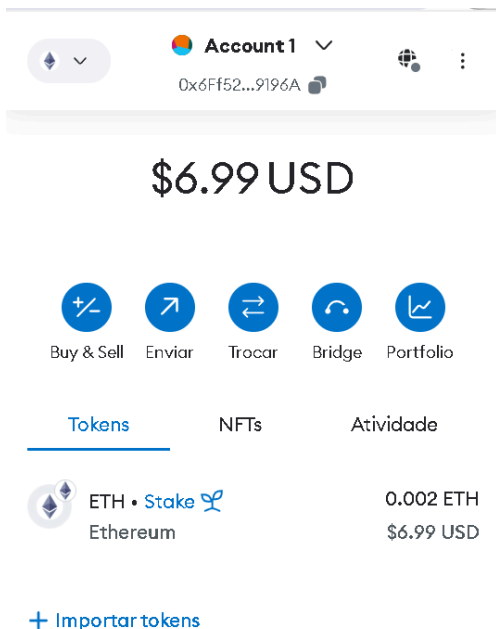 Account 1
0x6Ff52...9196A
$6.99 USD
Buy & Sell Enviar Trocar Bridge Portfolio
Tokens NFTs Atividade
ETH • Stake 0.002 ETH
Ethereum $6.99 USD
+ Importar tokens